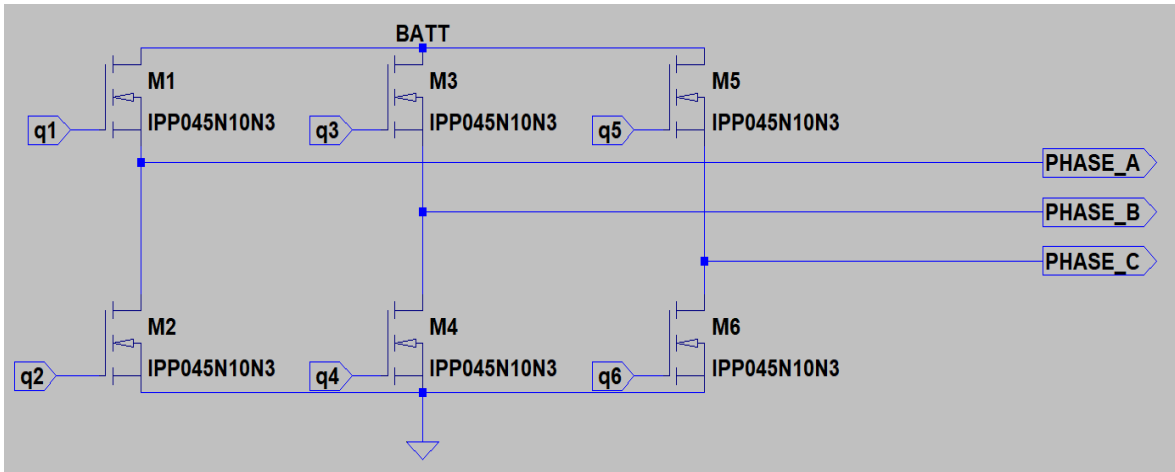 BATT
M1
IPP045N10N3
q1
M3
IPP045N10N3
q3
M5
IPP045N10N3
q5
PHASE_A
PHASE_B
PHASE_C
M2
IPP045N10N3
q2
M4
IPP045N10N3
q4
M6
IPP045N10N3
q6